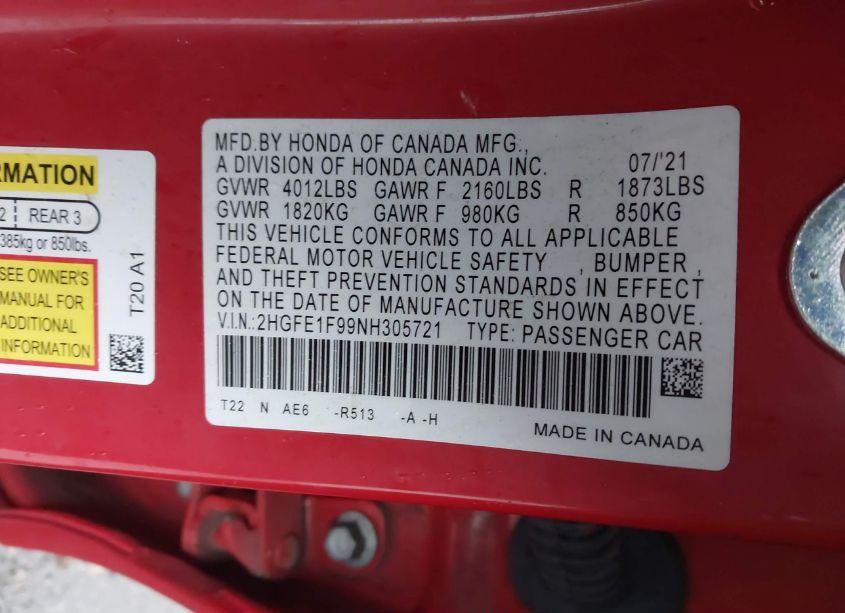 RMATION
2 REAR 3
385kg or 850lbs.
SEE OWNER'S
MANUAL FOR
ADDITIONAL
INFORMATION
T20 A1
MFD.BY HONDA OF CANADA MFG.,
A DIVISION OF HONDA CANADA INC. 07/'21
GVWR 4012LBS GAWR F 2160LBS R 1873LBS
GVWR 1820KG GAWR F 980KG R 850KG
THIS VEHICLE CONFORMS TO ALL APPLICABLE
FEDERAL MOTOR VEHICLE SAFETY , BUMPER ,
AND THEFT PREVENTION STANDARDS IN EFFECT
ON THE DATE OF MANUFACTURE SHOWN ABOVE.
V.I.N.:2HGFE1F99NH305721 TYPE: PASSENGER CAR
T22 N AE6 -R513 -A -H
MADE IN CANADA